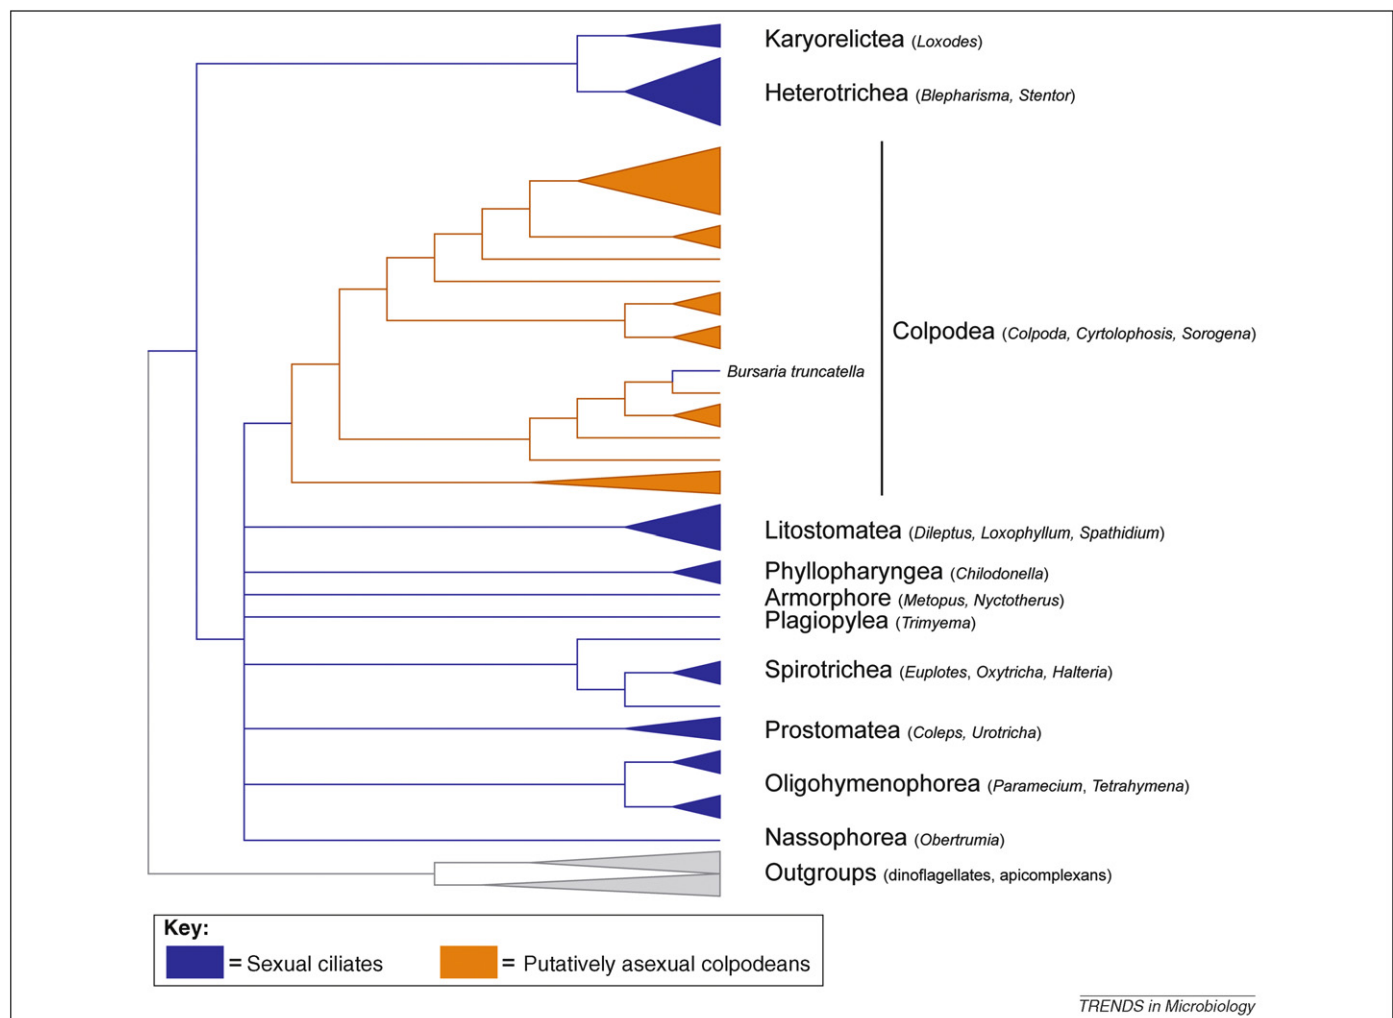 Karyorelictea (Loxodes)
Heterotrichea (Blepharisma, Stentor)
Colpodea (Colpoda, Cyrtolophosis, Sorogena)
Bursaria truncatella
Litostomatea (Dileptus, Loxophyllum, Spathidium)
Phyllopharyngea (Chilodonella)
Armorphore (Metopus, Nyctotherus)
Plagiopylea (Trimyema)
Spirotrichea (Euplotes, Oxytricha, Halteria)
Prostomatea (Coleps, Urotricha)
Oligohymenophorea (Paramecium, Tetrahymena)
Nassophorea (Obertrumia)
Outgroups (dinoflagellates, apicomplexans)
Key:
= Sexual ciliates = Putatively asexual colpodeans
TRENDS in Microbiology